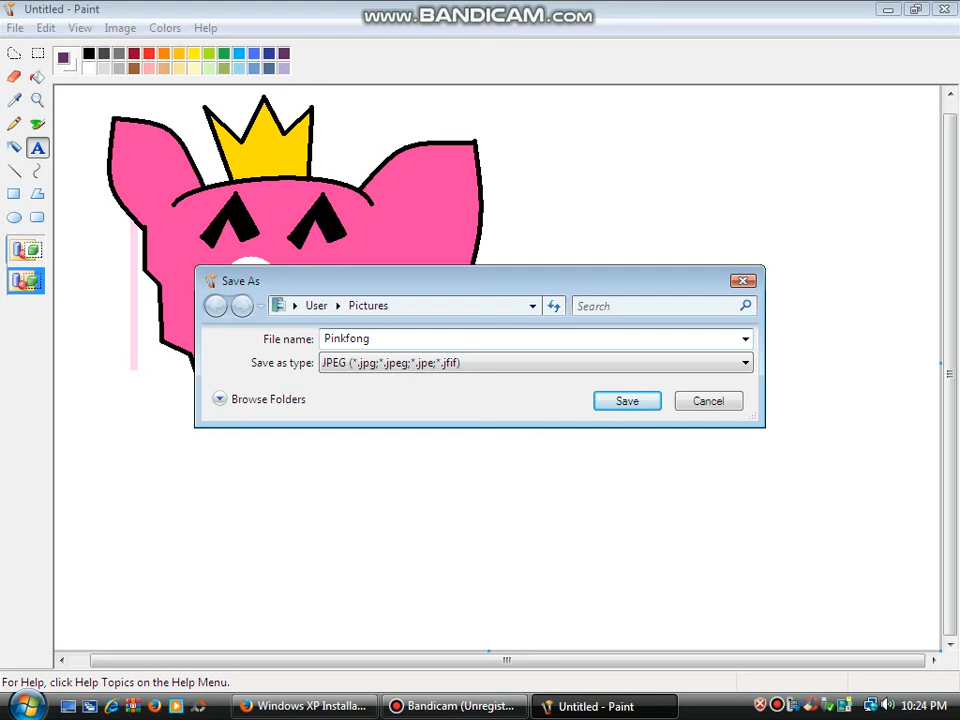 www.BANDICAM.com
Untitled - Paint
File Edit View Image Colors Help
A
Save As
User Pictures
Search
File name: Pinkfong
Save as type: JPEG (*.jpg;*.jpeg;*.jpe;*.jfif)
Browse Folders
Save
Cancel
For Help, click Help Topics on the Help Menu.
Windows XP Installa...
Bandicam (Unregist...
Untitled - Paint
10:24 PM